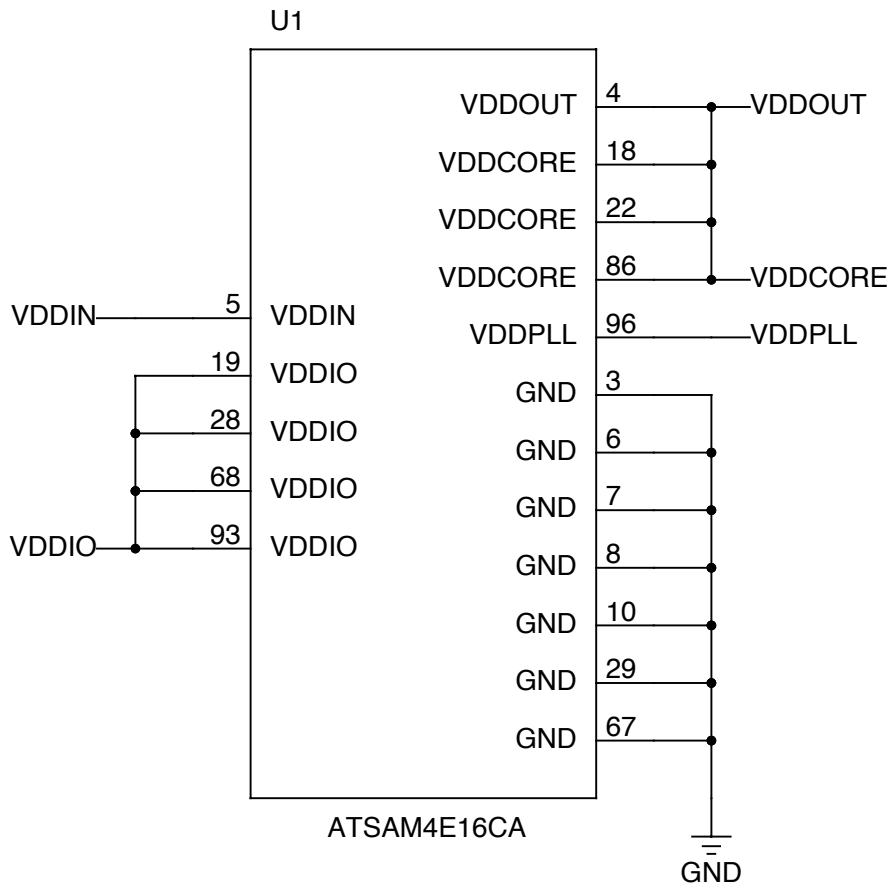 U1
VDDOUT 4 VDDOUT
VDDCORE 18
VDDCORE 22
VDDCORE 86 VDDCORE
VDDIN 5 VDDIN
VDDPLL 96 VDDPLL
19 VDDIO
GND 3
28 VDDIO
GND 6
68 VDDIO
GND 7
VDDIO 93 VDDIO
GND 8
GND 10
GND 29
GND 67
ATSAM4E16CA
GND